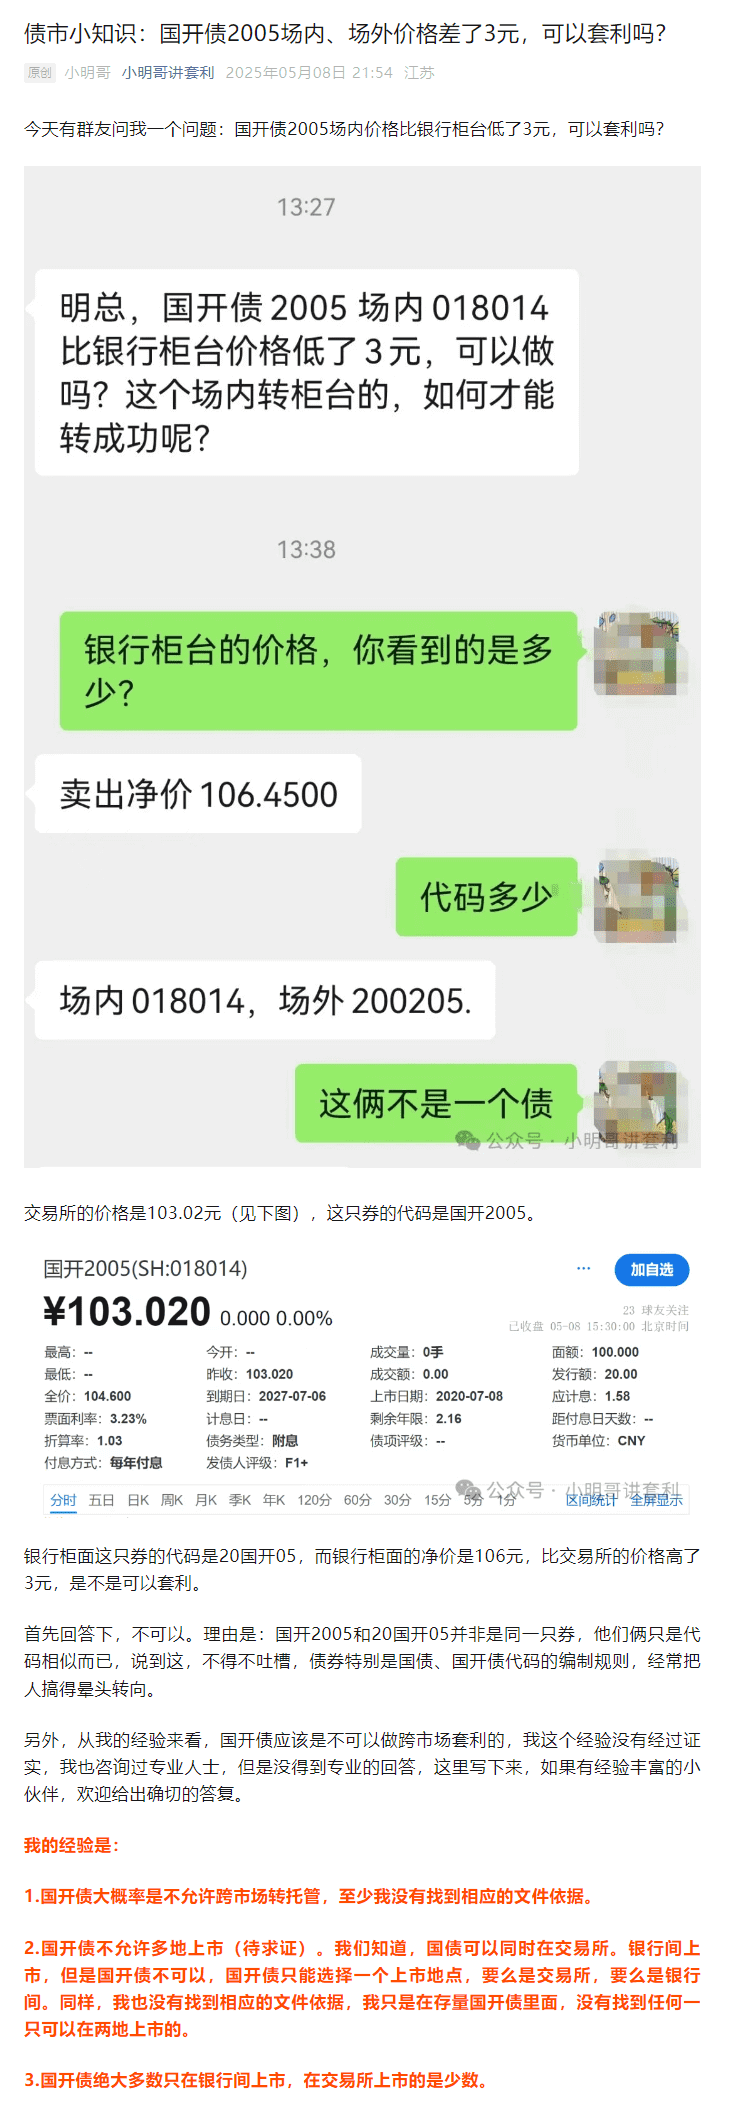 债市小知识：国开债2005场内、场外价格差了3元，可以套利吗？
原创 小明哥 小明哥讲套利 2025年05月08日 21:54 江苏
今天有群友问我一个问题：国开债2005场内价格比银行柜台低了3元，可以套利吗？
13:27
明总，国开债2005 场内018014
比银行柜台价格低了3元，可以做
吗？这个场内转柜台的，如何才能
转成功呢？
13:38
银行柜台的价格，你看到的是多
少？
卖出净价106.4500
代码多少
场内018014，场外200205.
这俩不是一个债
公众号 · 小明哥讲套利
交易所的价格是103.02元（见下图），这只券的代码是国开2005。
国开2005(SH:018014)
··· 加自选
¥103.020 0.000 0.00%
23 球友关注
已收盘 05-08 15:30:00 北京时间
最高：-- 今开：-- 成交量：0手 面额：100.000
最低：-- 昨收：103.020 成交额：0.00 发行额：20.00
全价：104.600 到期日：2027-07-06 上市日期：2020-07-08 应计息：1.58
票面利率：3.23% 计息日：-- 剩余年限：2.16 距付息日天数：--
折算率：1.03 债务类型：附息 债项评级：-- 货币单位：CNY
付息方式：每年付息 发债人评级：F1+
公众号 · 小明哥讲套利
分时 五日 日K 周K 月K 季K 年K 120分 60分 30分 15分 5分 1分 区间统计 全屏显示
银行柜面这只券的代码是20国开05，而银行柜面的净价是106元，比交易所的价格高了
3元，是不是可以套利。
首先回答下，不可以。理由是：国开2005和20国开05并非是同一只券，他们俩只是代
码相似而已，说到这，不得不吐槽，债券特别是国债、国开债代码的编制规则，经常把
人搞得晕头转向。
另外，从我的经验来看，国开债应该是不可以做跨市场套利的，我这个经验没有经过证
实，我也咨询过专业人士，但是没得到专业的回答，这里写下来，如果有经验丰富的小
伙伴，欢迎给出确切的答复。
我的经验是：
1.国开债大概率是不允许跨市场转托管，至少我没有找到相应的文件依据。
2.国开债不允许多地上市（待求证）。我们知道，国债可以同时在交易所。银行间上
市，但是国开债不可以，国开债只能选择一个上市地点，要么是交易所，要么是银行
间。同样，我也没有找到相应的文件依据，我只是在存量国开债里面，没有找到任何一
只可以在两地上市的。
3.国开债绝大多数只在银行间上市，在交易所上市的是少数。